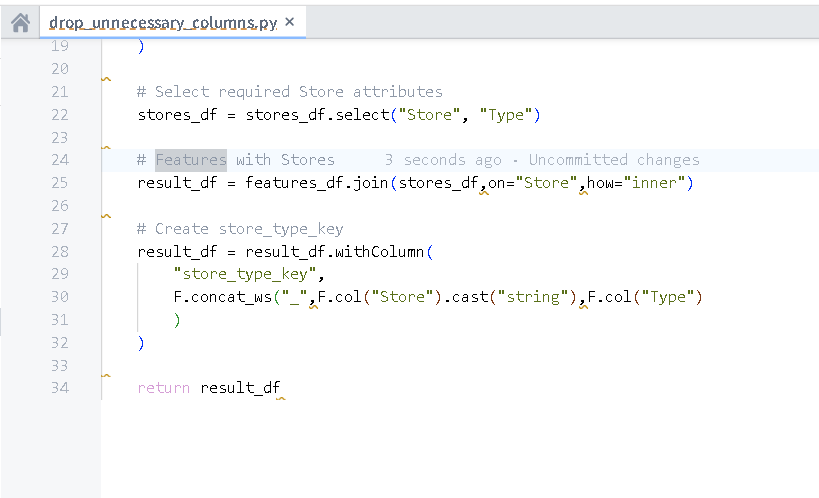 drop_unnecessary_columns.py ×
19 )
20
21 # Select required Store attributes
22 stores_df = stores_df.select("Store", "Type")
23
24 # Features with Stores 3 seconds ago - Uncommitted changes
25 result_df = features_df.join(stores_df,on="Store",how="inner")
26
27 # Create store_type_key
28 result_df = result_df.withColumn(
29 "store_type_key",
30 F.concat_ws("_",F.col("Store").cast("string"),F.col("Type")
31 )
32 )
33
34 return result_df